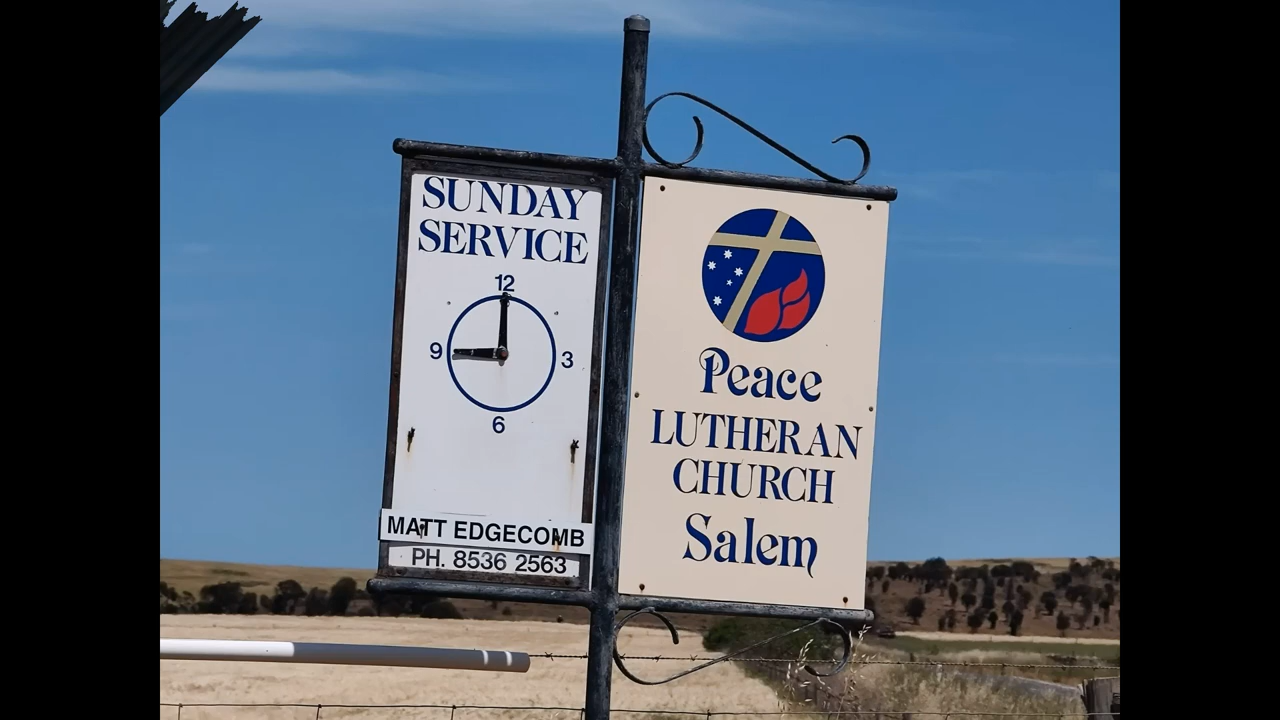 SUNDAY
SERVICE
12
9 3
6
MATT EDGECOMB
PH. 8536 2563
Peace
LUTHERAN
CHURCH
Salem